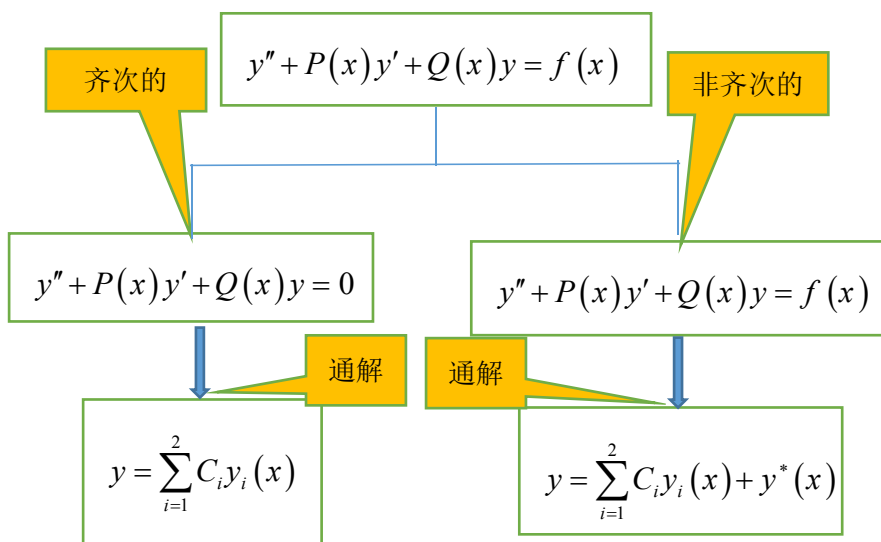 y″ + P(x)y′ + Q(x)y = f(x)
齐次的
非齐次的
y″ + P(x)y′ + Q(x)y = 0
y″ + P(x)y′ + Q(x)y = f(x)
通解
通解
y = ∑_{i=1}^{2} C_i y_i(x)
y = ∑_{i=1}^{2} C_i y_i(x) + y^*(x)